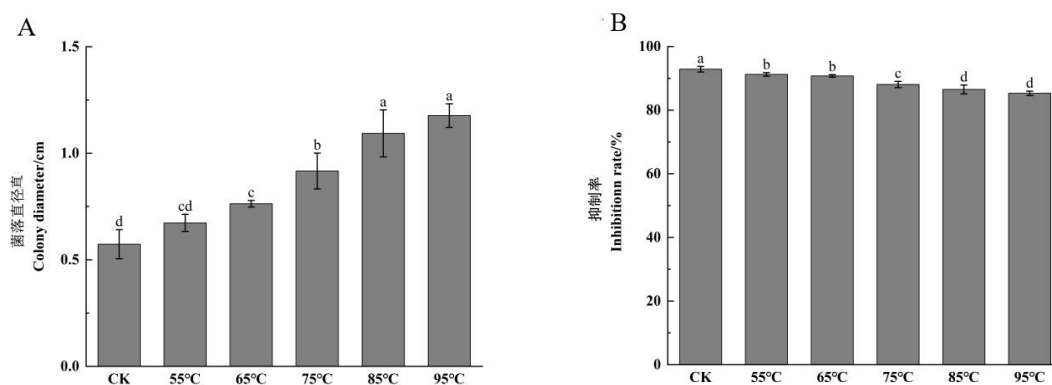 A
菌落直径直
Colony diameter/cm
1.5
1.0
0.5
0.0
d
cd
c
b
a
a
CK 55°C 65°C 75°C 85°C 95°C
B
抑制率
Inhibitionn rate/%
100
80
60
40
20
0
a
b
b
c
d
d
CK 55°C 65°C 75°C 85°C 95°C